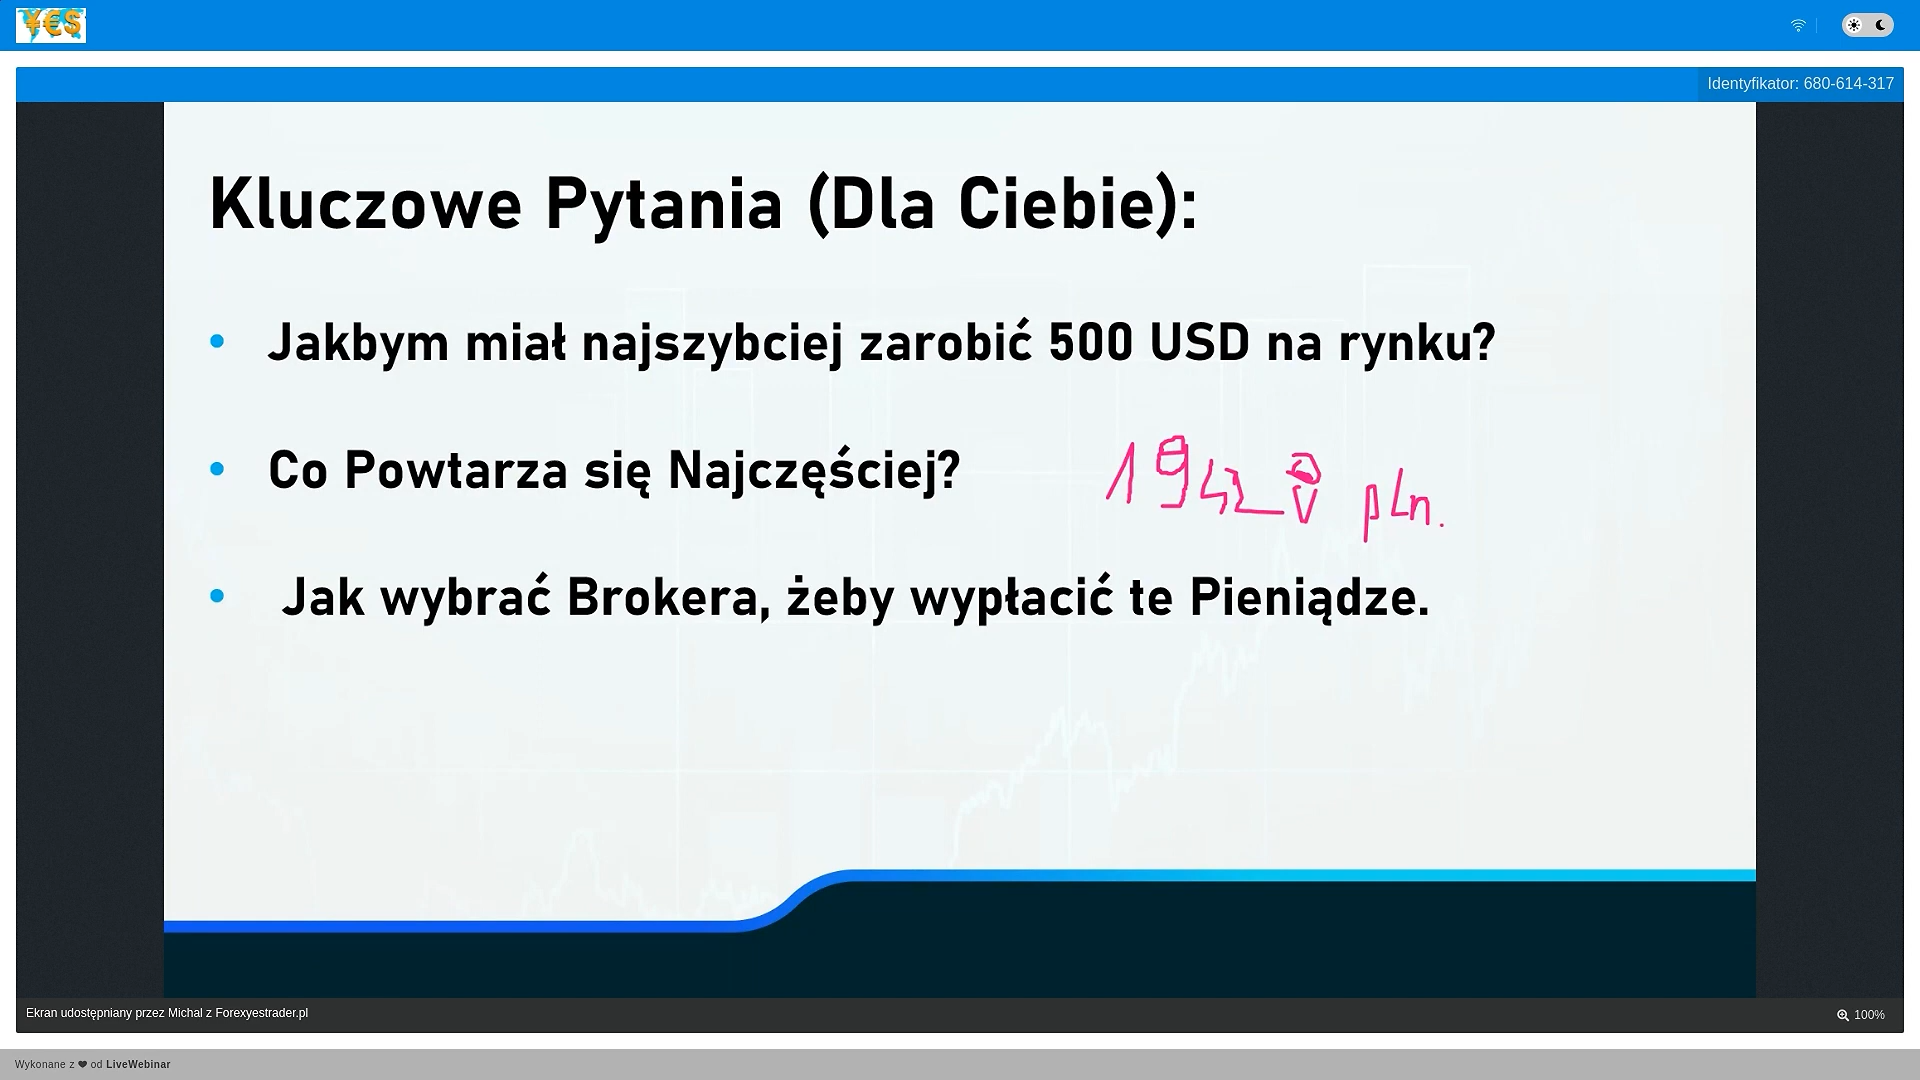 ¥€$
Identyfikator: 680-614-317
Kluczowe Pytania (Dla Ciebie):
• Jakbym miał najszybciej zarobić 500 USD na rynku?
• Co Powtarza się Najczęściej?
pln.
• Jak wybrać Brokera, żeby wypłacić te Pieniądze.
Ekran udostępniany przez Michal z Forexyestrader.pl
100%
Wykonane z ❤ od LiveWebinar